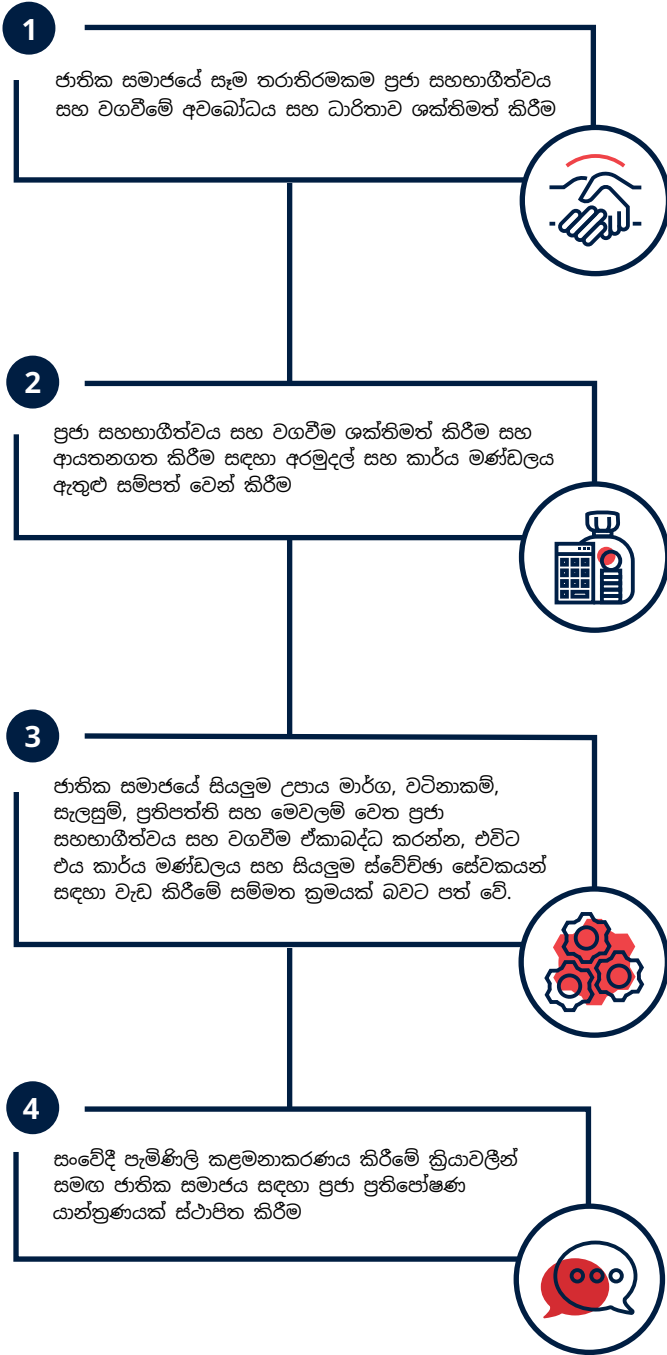 1
ජාතික සමාජයේ සෑම තරාතිරමකම ප්‍රජා සහභාගීත්වය
සහ වගවීමේ අවබෝධය සහ ධාරිතාව ශක්තිමත් කිරීම
2
ප්‍රජා සහභාගීත්වය සහ වගවීම ශක්තිමත් කිරීම සහ
ආයතනගත කිරීම සඳහා අරමුදල් සහ කාර්ය මණ්ඩලය
ඇතුළු සම්පත් වෙන් කිරීම
3
ජාතික සමාජයේ සියලුම උපාය මාර්ග, වටිනාකම්,
සැලසුම්, ප්‍රතිපත්ති සහ මෙවලම් වෙත ප්‍රජා
සහභාගීත්වය සහ වගවීම ඒකාබද්ධ කරන්න, එවිට
එය කාර්ය මණ්ඩලය සහ සියලුම ස්වේච්ඡා සේවකයන්
සඳහා වැඩ කිරීමේ සම්මත ක්‍රමයක් බවට පත් වේ.
4
සංවේදී පැමිණිලි කළමනාකරණය කිරීමේ ක්‍රියාවලීන්
සමඟ ජාතික සමාජය සඳහා ප්‍රජා ප්‍රතිපෝෂණ
යාන්ත්‍රණයක් ස්ථාපිත කිරීම